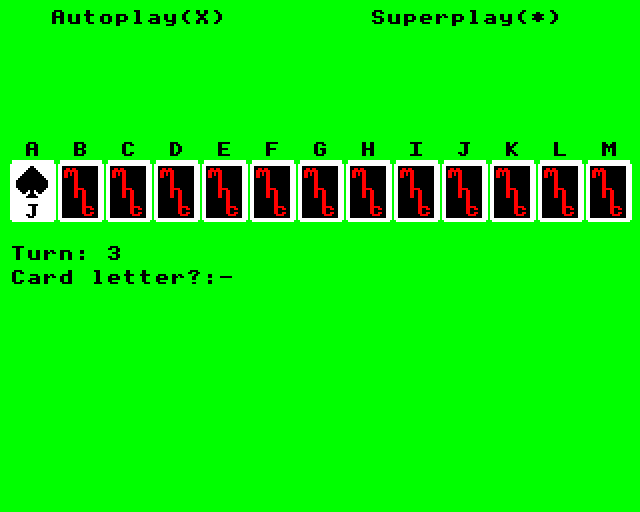 Autoplay(X) Superplay(*)
A B C D E F G H I J K L M
J
Turn: 3
Card letter?:-